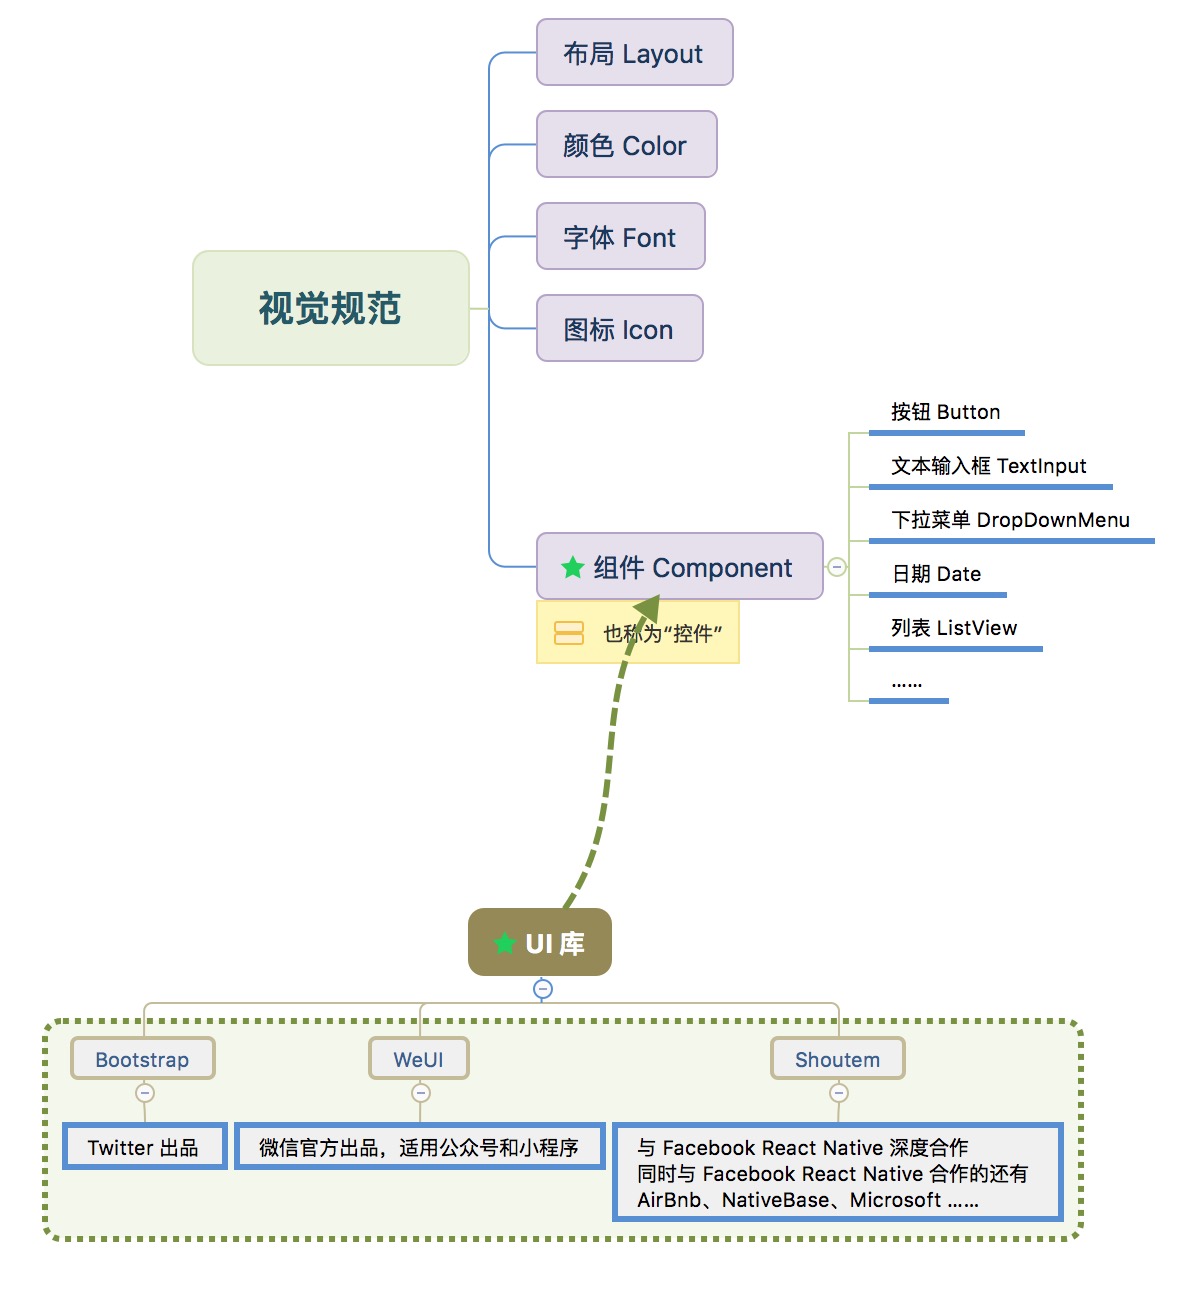 布局 Layout
颜色 Color
字体 Font
视觉规范
图标 Icon
按钮 Button
文本输入框 TextInput
下拉菜单 DropDownMenu
组件 Component
日期 Date
也称为“控件”
列表 ListView
……
UI 库
Bootstrap
WeUI
Shoutem
Twitter 出品
微信官方出品，适用公众号和小程序
与 Facebook React Native 深度合作
同时与 Facebook React Native 合作的还有
AirBnb、NativeBase、Microsoft ……